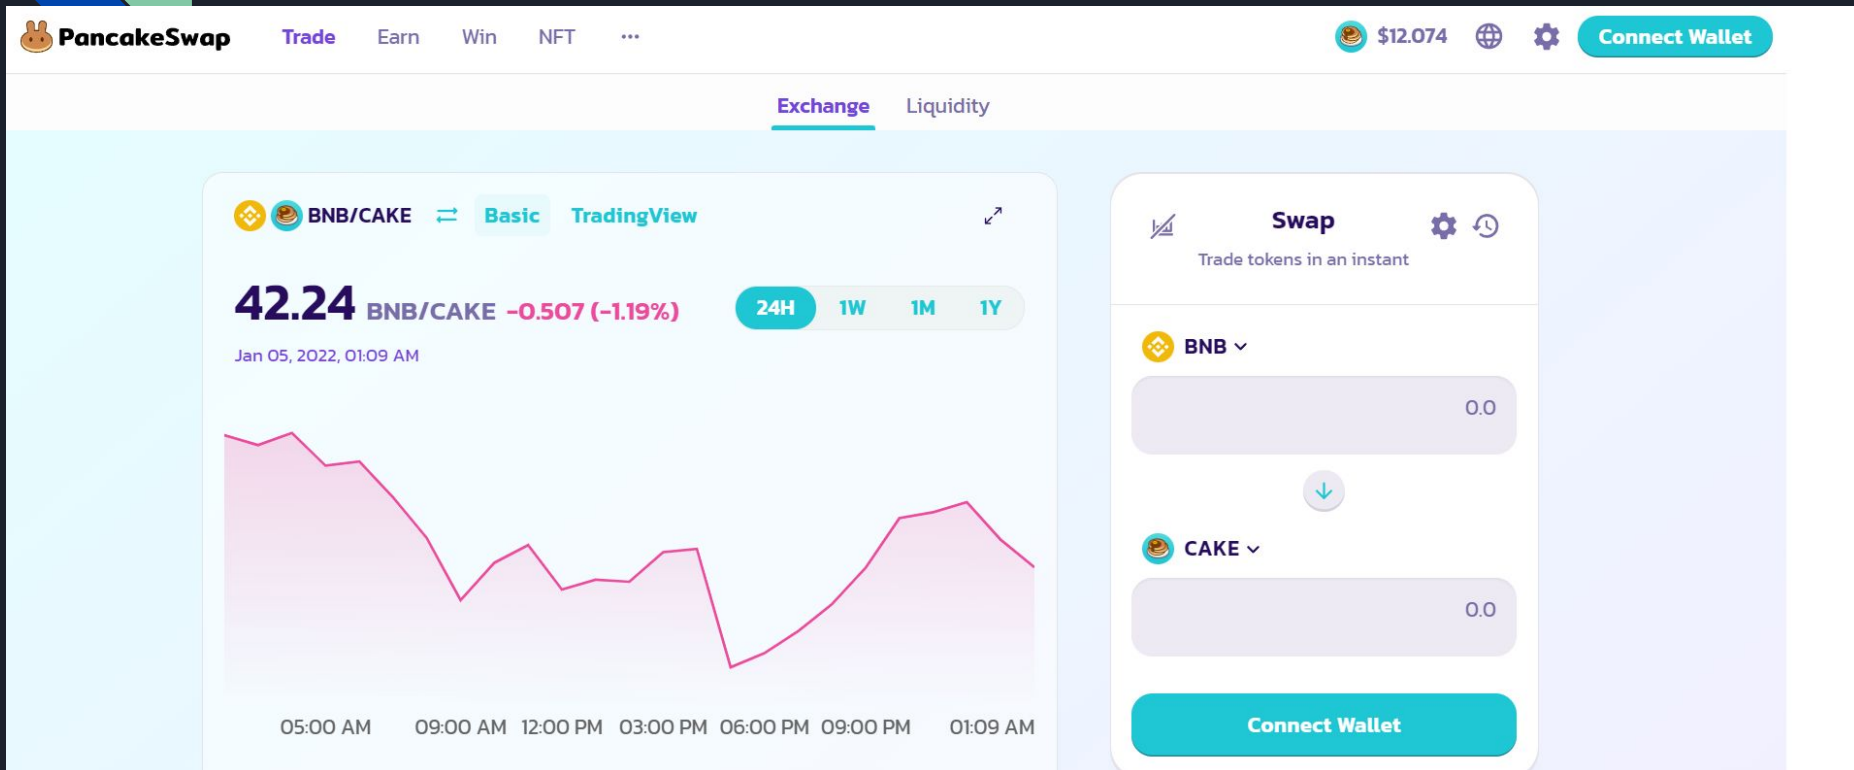 PancakeSwap Trade Earn Win NFT ... $12.074 Connect Wallet
Exchange Liquidity
BNB/CAKE Basic TradingView
42.24 BNB/CAKE -0.507 (-1.19%) 24H 1W 1M 1Y
Jan 05, 2022, 01:09 AM
05:00 AM 09:00 AM 12:00 PM 03:00 PM 06:00 PM 09:00 PM 01:09 AM
Swap
Trade tokens in an instant
BNB
0.0
CAKE
0.0
Connect Wallet